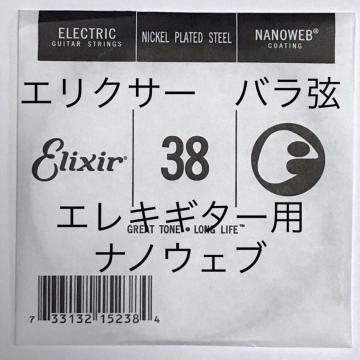 ELECTRIC
GUITAR STRINGS
NICKEL PLATED STEEL
NANOWEB®
COATING
エリクサー バラ弦
Elixir®
38
エレキギター用
GREAT TONE • LONG LIFE™
ナノウェブ
7 33132 15238 4